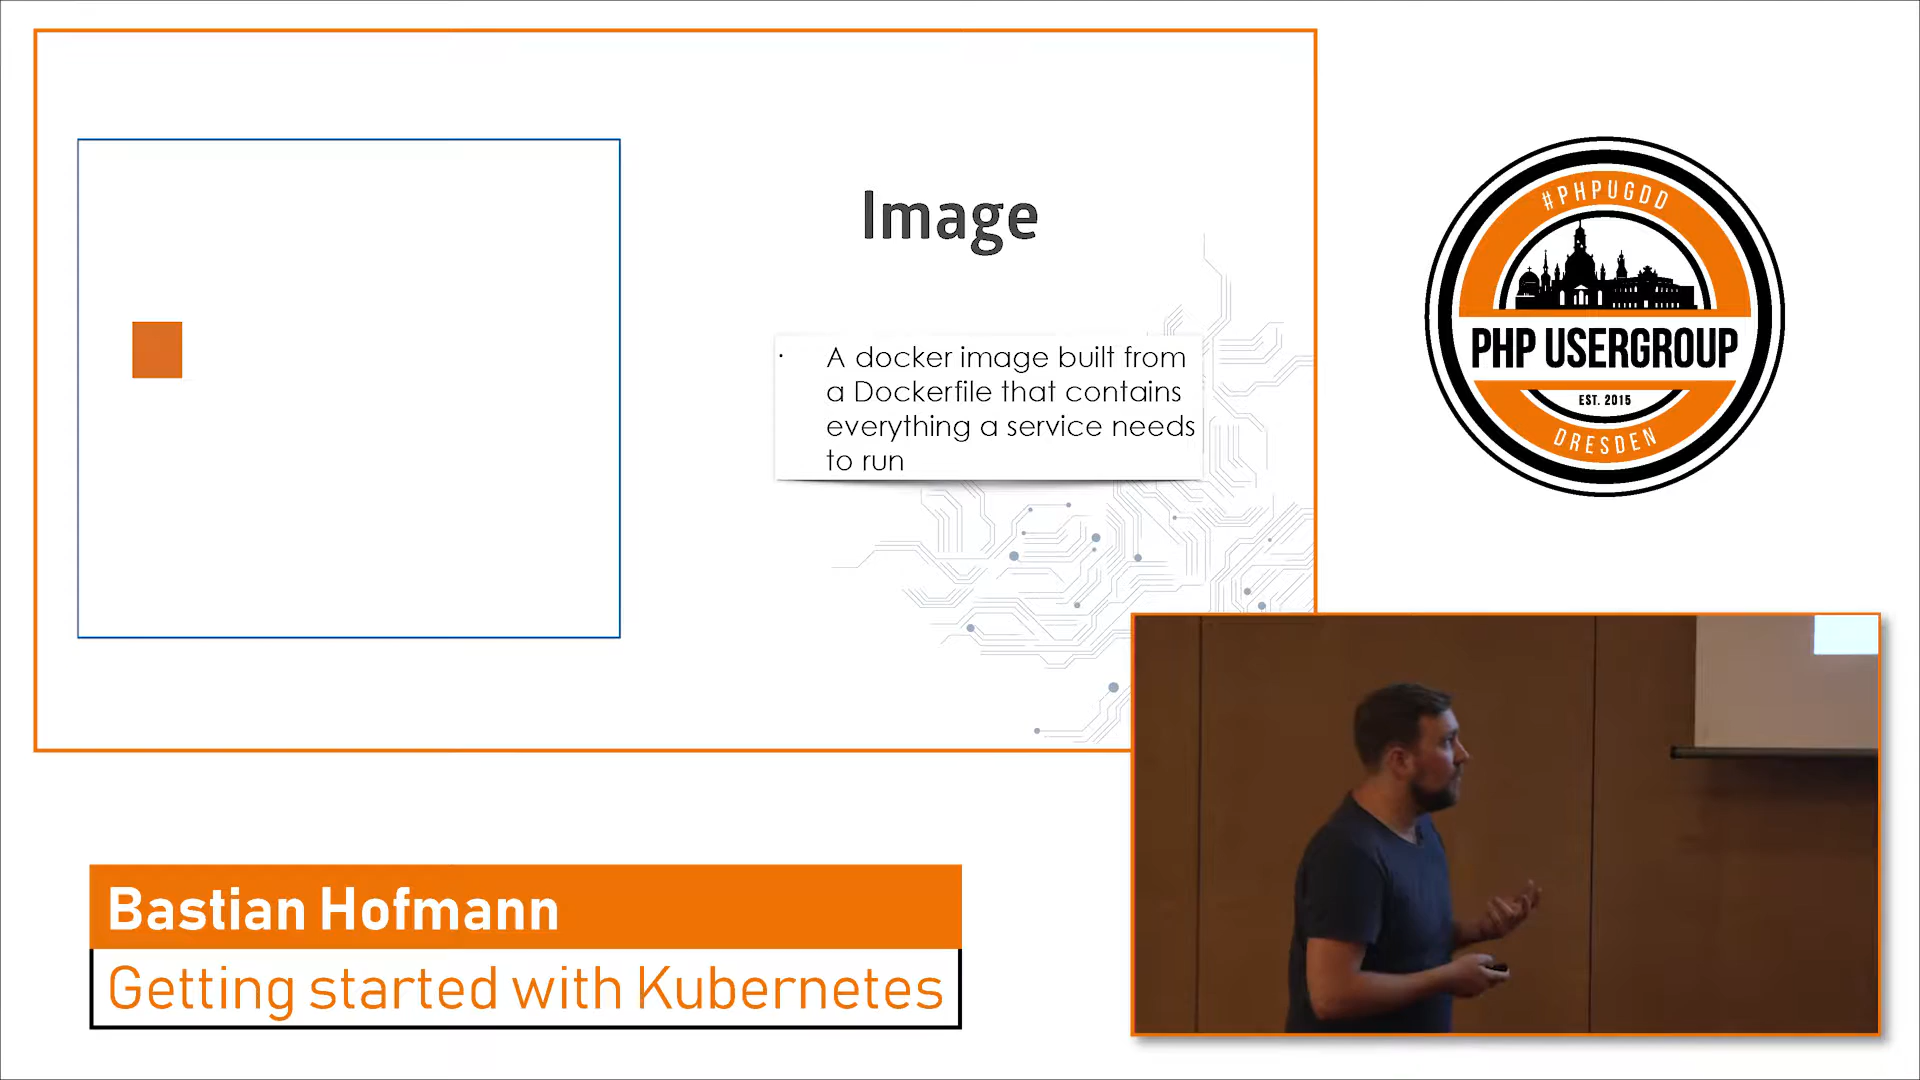 Image
· A docker image built from
a Dockerfile that contains
everything a service needs
to run
#PHPUGDD
PHP USERGROUP
EST. 2015
DRESDEN
Bastian Hofmann
Getting started with Kubernetes